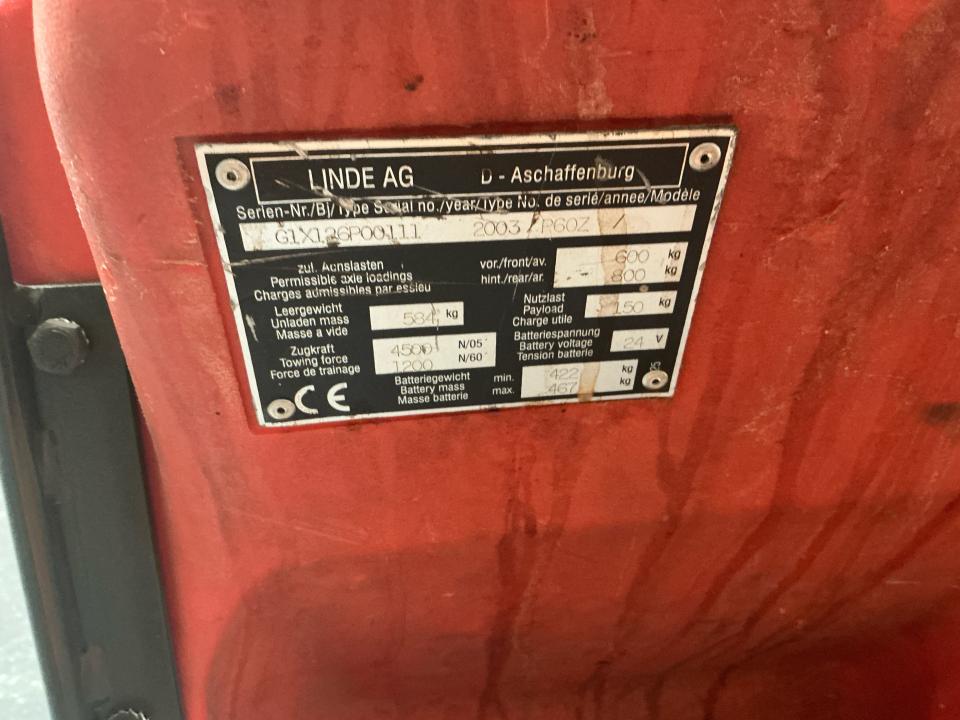 LINDE AG D - Aschaffenburg
Serien-Nr./Bj/Type Serial no./year/type No. de serié/annee/Modèle
G1X126P00111 2003 / P60Z /
zul. Achslasten
Permissible axle loadings
Charges admissibles par essieu
vor./front/av. 600 kg
hint./rear/ar. 800 kg
Leergewicht
Unladen mass
Masse a vide
584 kg
Nutzlast
Payload
Charge utile
150 kg
Zugkraft
Towing force
Force de trainage
4500 N/05'
1200 N/60'
Batteriespannung
Battery voltage
Tension batterie
24 V
Batteriegewicht
Battery mass
Masse batterie
min. 422 kg
max. 467 kg
CE